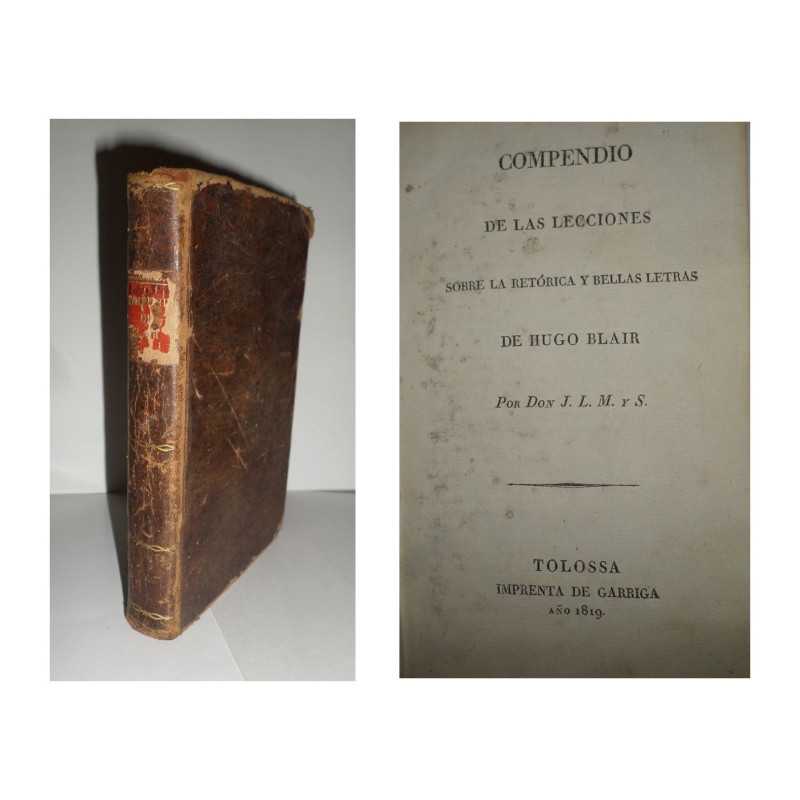 COMPENDIO
DE LAS LECCIONES
SOBRE LA RETÓRICA Y BELLAS LETRAS
DE HUGO BLAIR
POR DON J. L. M. Y S.
TOLOSSA
IMPRENTA DE GARRIGA
AÑO 1819.